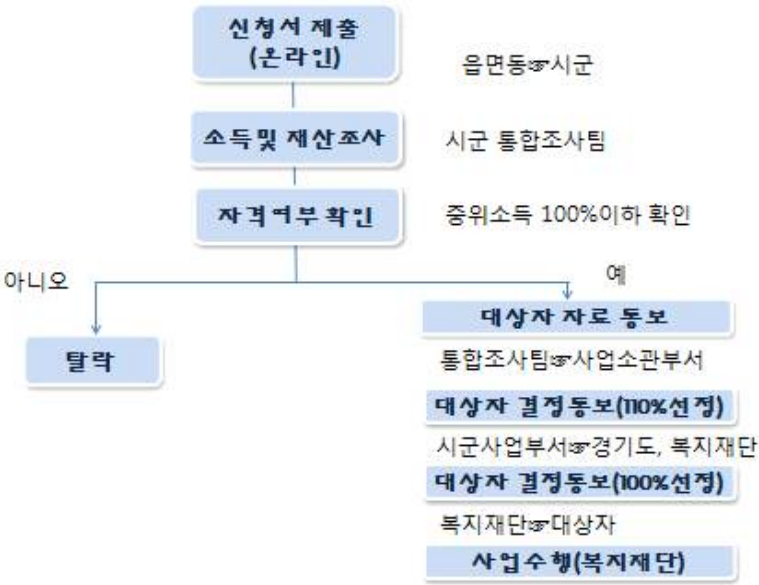 신청서 제출
(온라인)
읍면동☞시군
소득및 재산조사
시군 통합조사팀
자격여부 확인
중위소득 100%이하 확인
아니오
예
탈락
대상자 자료 통보
통합조사팀☞사업소관부서
대상자 결정통보(110%선정)
시군사업부서☞경기도, 복지재단
대상자 결정통보(100%선정)
복지재단☞대상자
사업수행(복지재단)